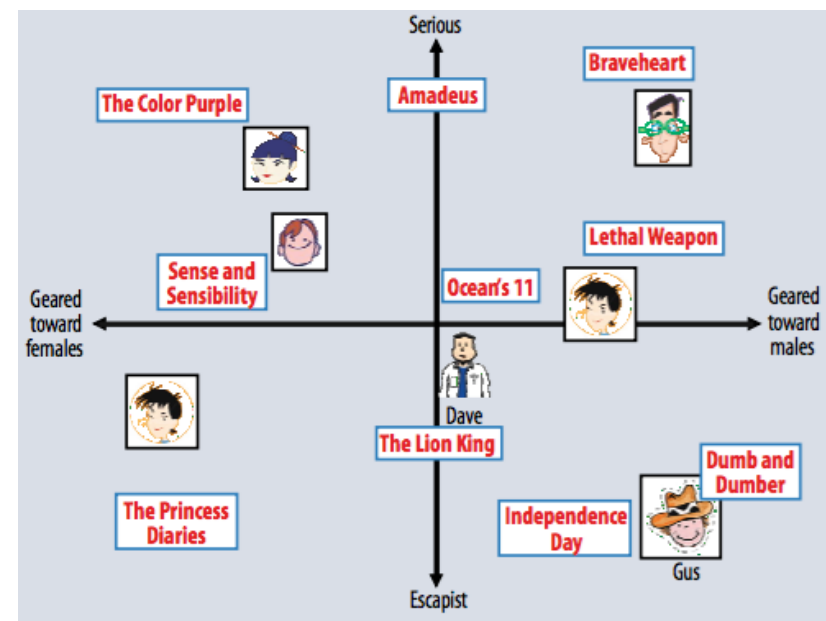 Serious
Braveheart
Amadeus
The Color Purple
Lethal Weapon
Sense and
Sensibility
Ocean's 11
Geared
toward
females
Geared
toward
males
Dave
The Lion King
Dumb and
Dumber
The Princess
Diaries
Independence
Day
Gus
Escapist